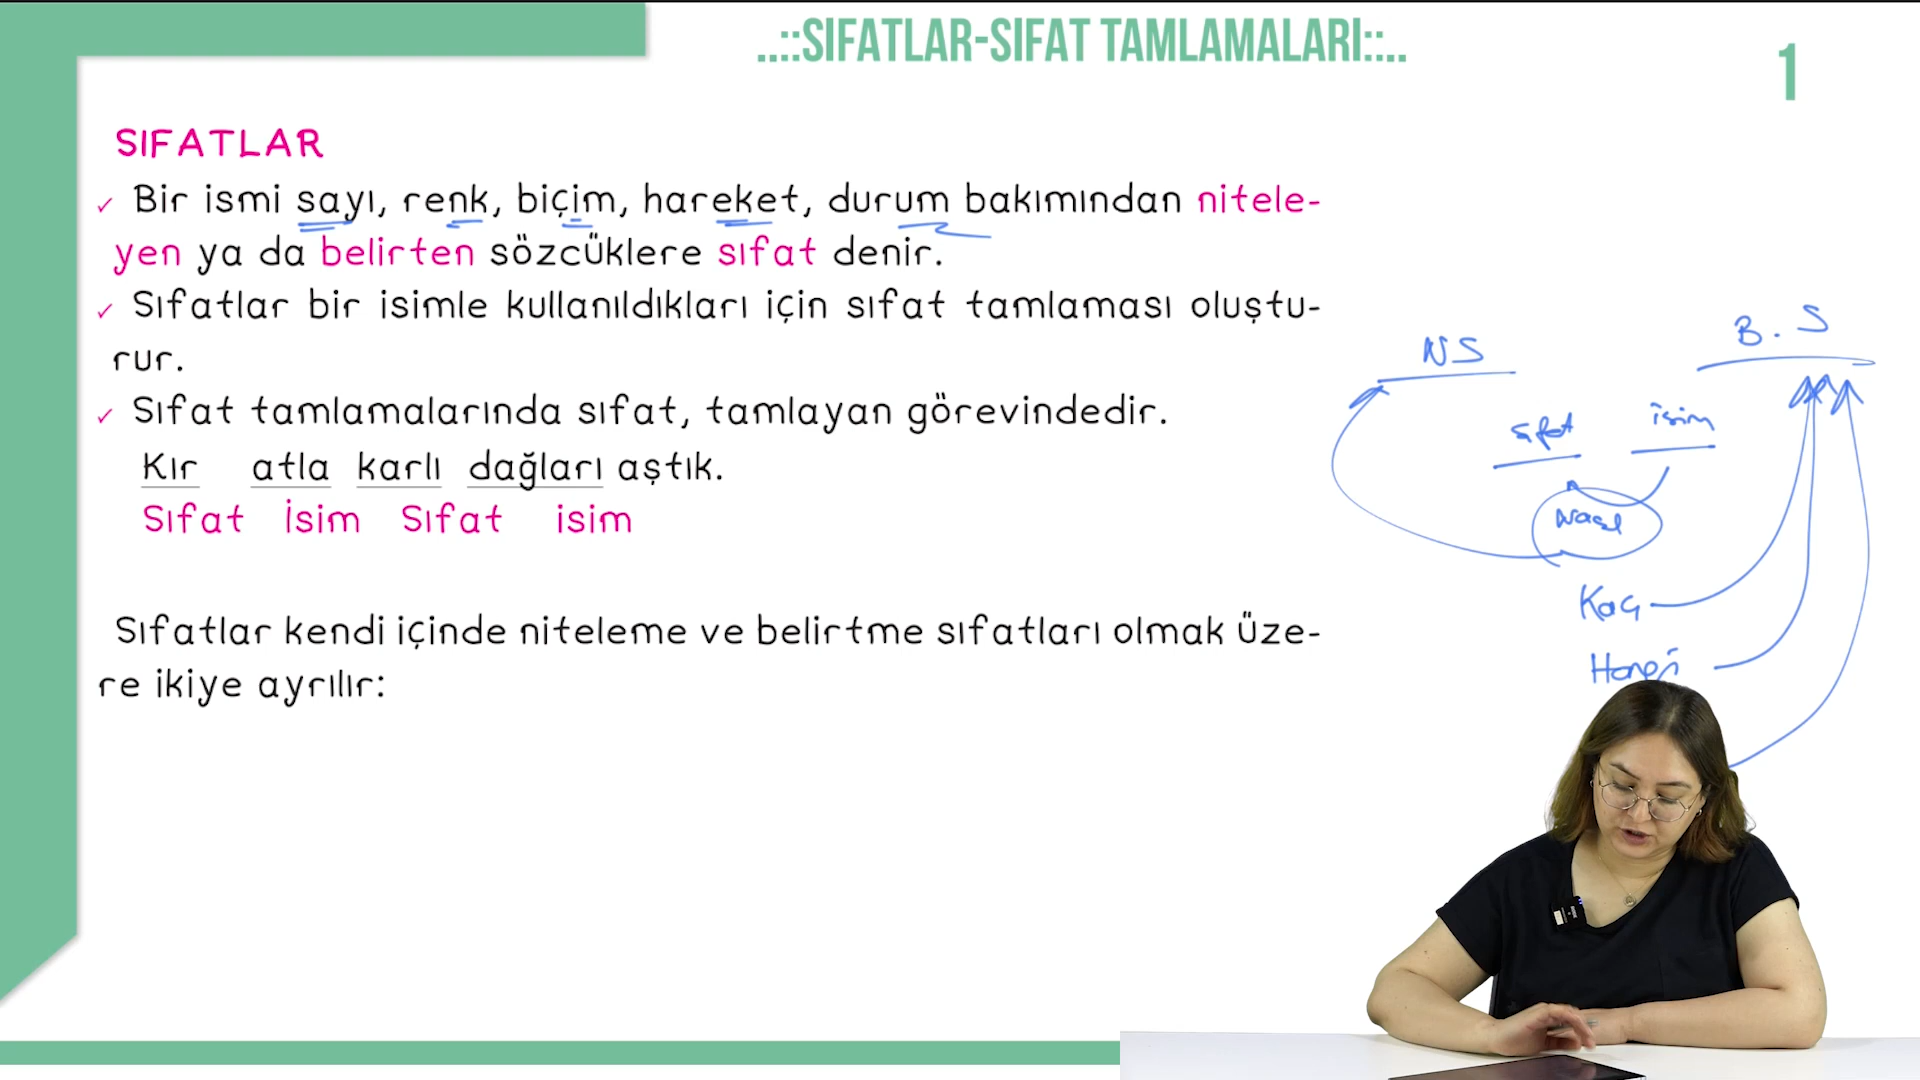 ..::SIFATLAR-SIFAT TAMLAMALARI::..
1
SIFATLAR
✓ Bir ismi sayı, renk, biçim, hareket, durum bakımından nitele-
yen ya da belirten sözcüklere sıfat denir.
✓ Sıfatlar bir isimle kullanıldıkları için sıfat tamlaması oluştu-
rur.
✓ Sıfat tamlamalarında sıfat, tamlayan görevindedir.
Kır atla karlı dağları aştık.
Sıfat İsim Sıfat isim
Sıfatlar kendi içinde niteleme ve belirtme sıfatları olmak üze-
re ikiye ayrılır:
NS
B.S
sıfat isim
Nasıl
Kaç
Hangi